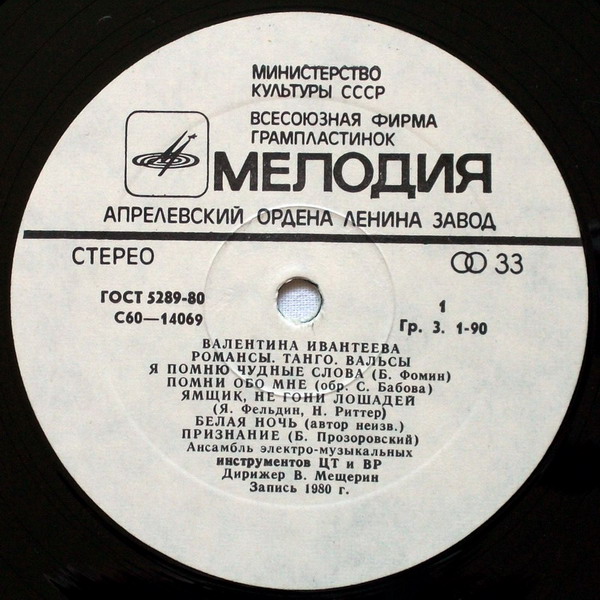 МИНИСТЕРСТВО
КУЛЬТУРЫ СССР
ВСЕСОЮЗНАЯ ФИРМА
ГРАМПЛАСТИНОК
МЕЛОДИЯ
АПРЕЛЕВСКИЙ ОРДЕНА ЛЕНИНА ЗАВОД
СТЕРЕО 33
ГОСТ 5289-80 1
С60—14069 Гр. 3. 1-90
ВАЛЕНТИНА ИВАНТЕЕВА
РОМАНСЫ. ТАНГО. ВАЛЬСЫ
Я ПОМНЮ ЧУДНЫЕ СЛОВА (Б. Фомин)
ПОМНИ ОБО МНЕ (обр. С. Бабова)
ЯМЩИК, НЕ ГОНИ ЛОШАДЕЙ
(Я. Фельдин, Н. Риттер)
БЕЛАЯ НОЧЬ (автор неизв.)
ПРИЗНАНИЕ (Б. Прозоровский)
Ансамбль электро-музыкальных
инструментов ЦТ и ВР
Дирижер В. Мещерин
Запись 1980 г.